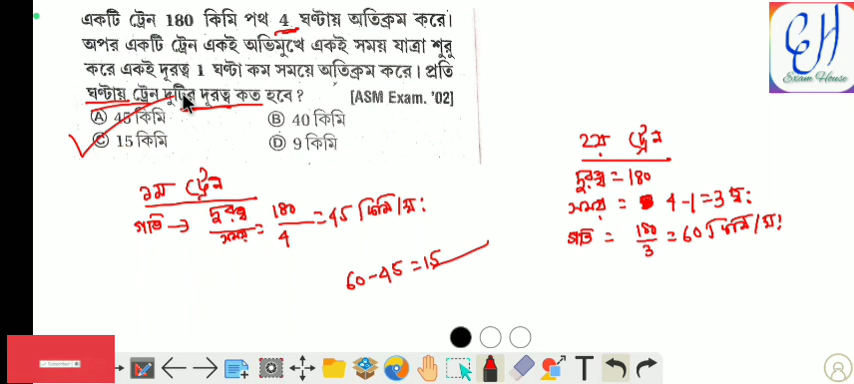 একটি ট্রেন 180 কিমি পথ 4 ঘণ্টায় অতিক্রম করে।
অপর একটি ট্রেন একই অভিমুখে একই সময় যাত্রা শুরু
করে একই দূরত্ব 1 ঘণ্টা কম সময়ে অতিক্রম করে। প্রতি
ঘণ্টায় ট্রেন দুটির দূরত্ব কত হবে?
[ASM Exam. '02]
Ⓐ 45 কিমি Ⓑ 40 কিমি
Ⓒ 15 কিমি Ⓓ 9 কিমি
১ম ট্রেন
গতি → দূরত্ব/সময় = 180/4 = 45 কিমি/ঘ:
60-45=15
২য় ট্রেন
দূরত্ব = 180
সময় = 4-1=3 ঘ:
গতি = 180/3 = 60 কিমি/ঘ:
EH
Exam House
T